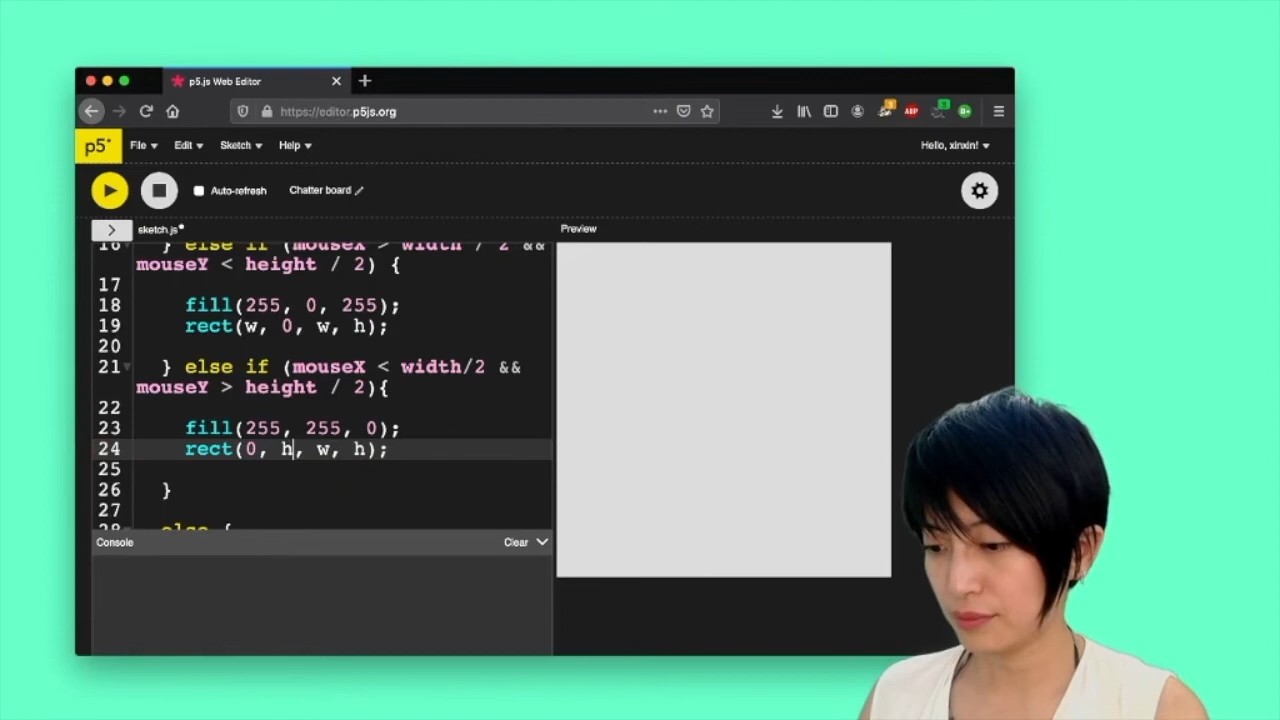 p5.js Web Editor
https://editor.p5js.org
ABP
p5*
File
Edit
Sketch
Help
Hello, xinxin!
Auto-refresh
Chatter board
sketch.js
Preview
16 } else if (mouseX > width / 2 &&
mouseY < height / 2) {
17
18 fill(255, 0, 255);
19 rect(w, 0, w, h);
20
21 } else if (mouseX < width/2 &&
mouseY > height / 2){
22
23 fill(255, 255, 0);
24 rect(0, h, w, h);
25
26 }
27
28 else {
Console
Clear